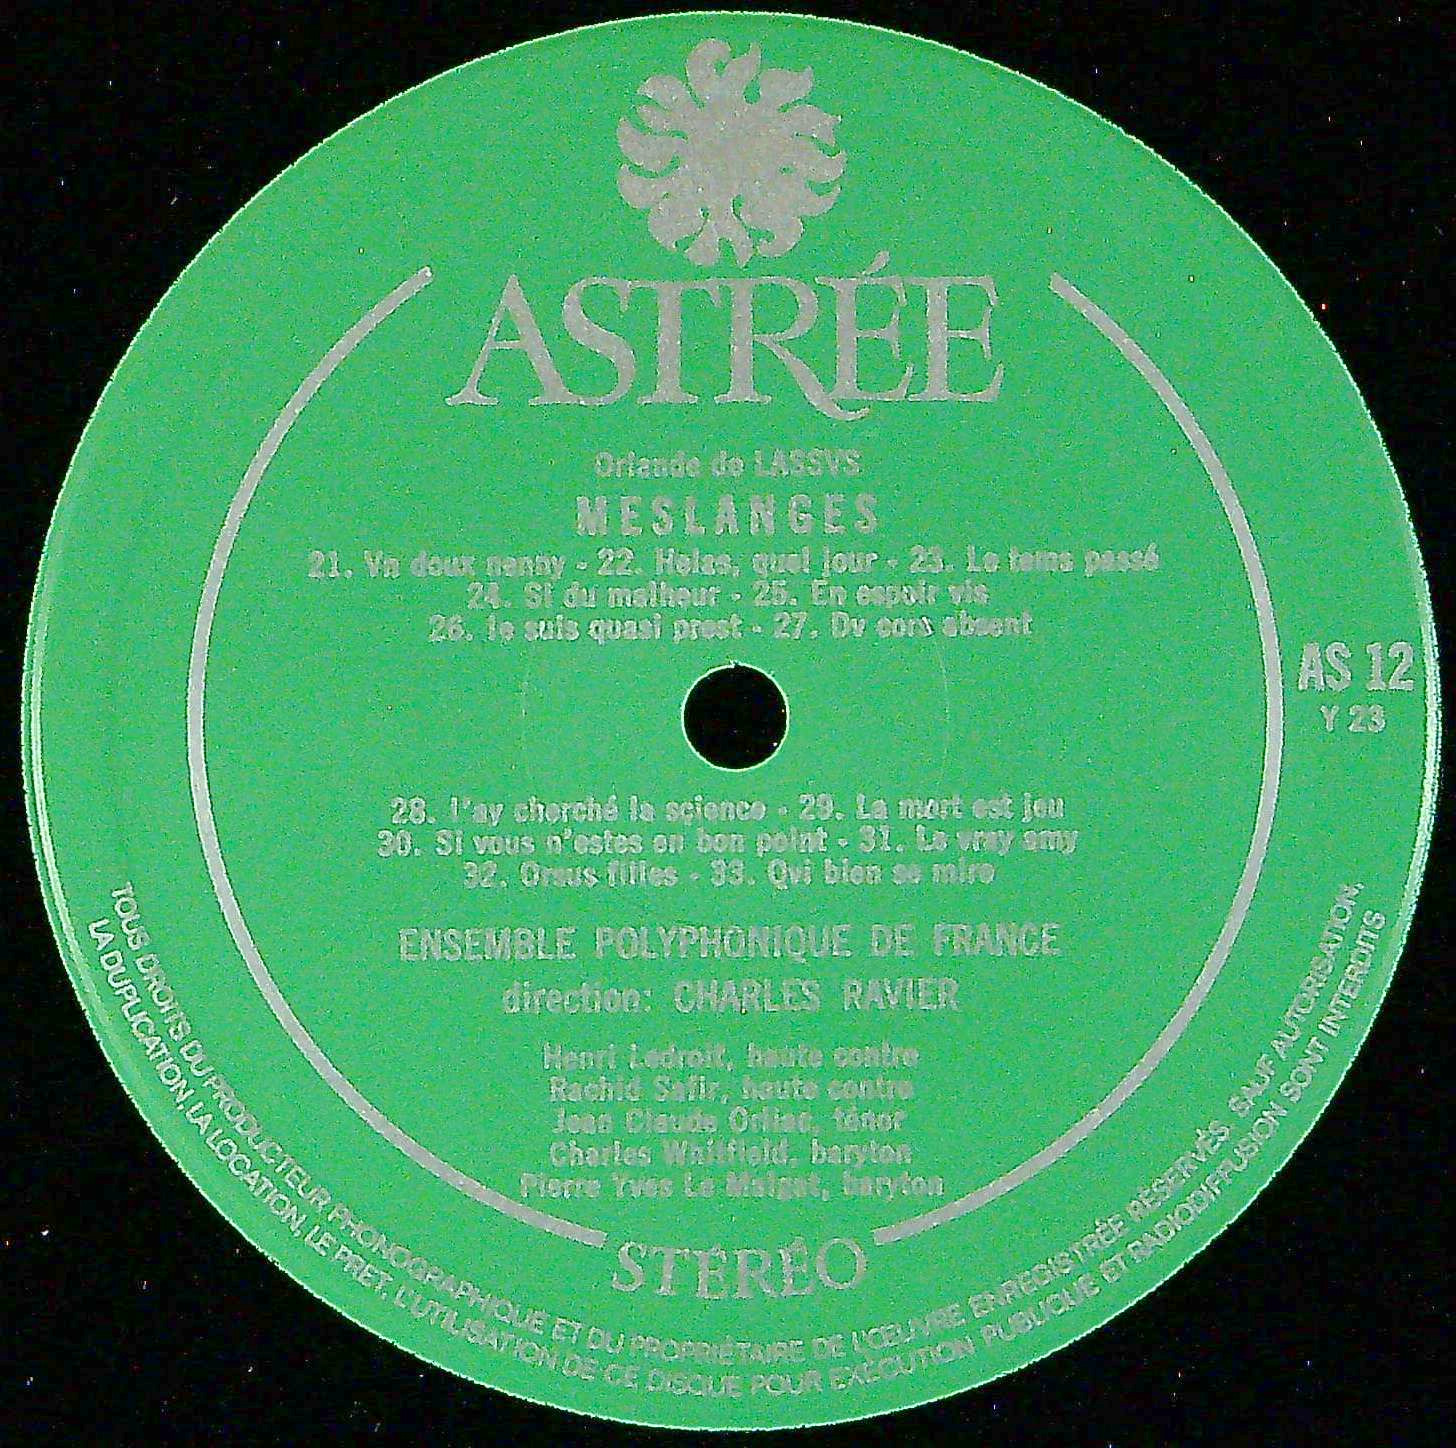 ASTRÉE
Orlande de LASSVS
MESLANGES
21. Vn doux nenny - 22. Helas, quel jour - 23. Le tems passé
24. Si du malheur - 25. En espoir vis
26. Ie suis quasi prest - 27. Dv cors absent
AS 12
Y 23
28. I'ay cherché la science - 29. La mort est jeu
30. Si vous n'estes en bon point - 31. Le vray amy
32. Orsus filles - 33. Qvi bien se mire
ENSEMBLE POLYPHONIQUE DE FRANCE
direction: CHARLES RAVIER
Henri Ledroit, haute contre
Rachid Safir, haute contre
Jean Claude Orliac, ténor
Charles Whitfield, baryton
Pierre Yves Le Maigat, baryton
STÉRÉO
TOUS DROITS DU PRODUCTEUR PHONOGRAPHIQUE ET DU PROPRIÉTAIRE DE L'ŒUVRE ENREGISTRÉE RÉSERVÉS. SAUF AUTORISATION,
LA DUPLICATION, LA LOCATION, LE PRET, L'UTILISATION DE CE DISQUE POUR EXÉCUTION PUBLIQUE ET RADIODIFFUSION SONT INTERDITS